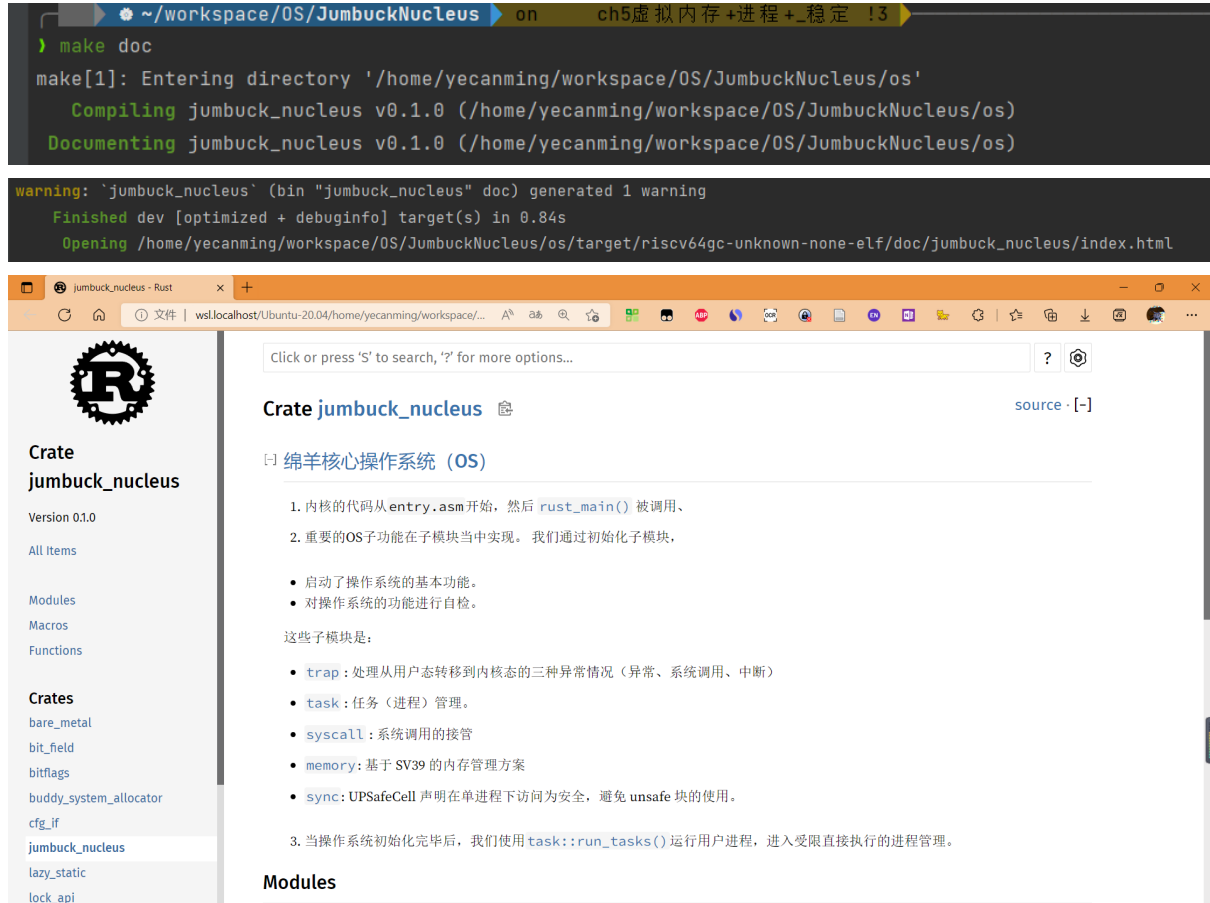 ~/workspace/OS/JumbuckNucleus on ch5虚拟内存+进程+_稳定 !3
❯ make doc
make[1]: Entering directory '/home/yecanming/workspace/OS/JumbuckNucleus/os'
Compiling jumbuck_nucleus v0.1.0 (/home/yecanming/workspace/OS/JumbuckNucleus/os)
Documenting jumbuck_nucleus v0.1.0 (/home/yecanming/workspace/OS/JumbuckNucleus/os)
warning: `jumbuck_nucleus` (bin "jumbuck_nucleus" doc) generated 1 warning
Finished dev [optimized + debuginfo] target(s) in 0.84s
Opening /home/yecanming/workspace/OS/JumbuckNucleus/os/target/riscv64gc-unknown-none-elf/doc/jumbuck_nucleus/index.html
jumbuck_nucleus - Rust
文件 | wsl.localhost/Ubuntu-20.04/home/yecanming/workspace/...
Click or press ‘S’ to search, ‘?’ for more options…
?
Crate jumbuck_nucleus
source · [-]
Crate
jumbuck_nucleus
Version 0.1.0
All Items
Modules
Macros
Functions
Crates
bare_metal
bit_field
bitflags
buddy_system_allocator
cfg_if
jumbuck_nucleus
lazy_static
lock_api
[-] 绵羊核心操作系统（OS）
1. 内核的代码从entry.asm开始，然后 rust_main() 被调用、
2. 重要的OS子功能在子模块当中实现。 我们通过初始化子模块，
• 启动了操作系统的基本功能。
• 对操作系统的功能进行自检。
这些子模块是：
• trap : 处理从用户态转移到内核态的三种异常情况（异常、系统调用、中断）
• task : 任务（进程）管理。
• syscall : 系统调用的接管
• memory: 基于 SV39 的内存管理方案
• sync: UPSafeCell 声明在单进程下访问为安全，避免 unsafe 块的使用。
3. 当操作系统初始化完毕后，我们使用task::run_tasks()运行用户进程，进入受限直接执行的进程管理。
Modules